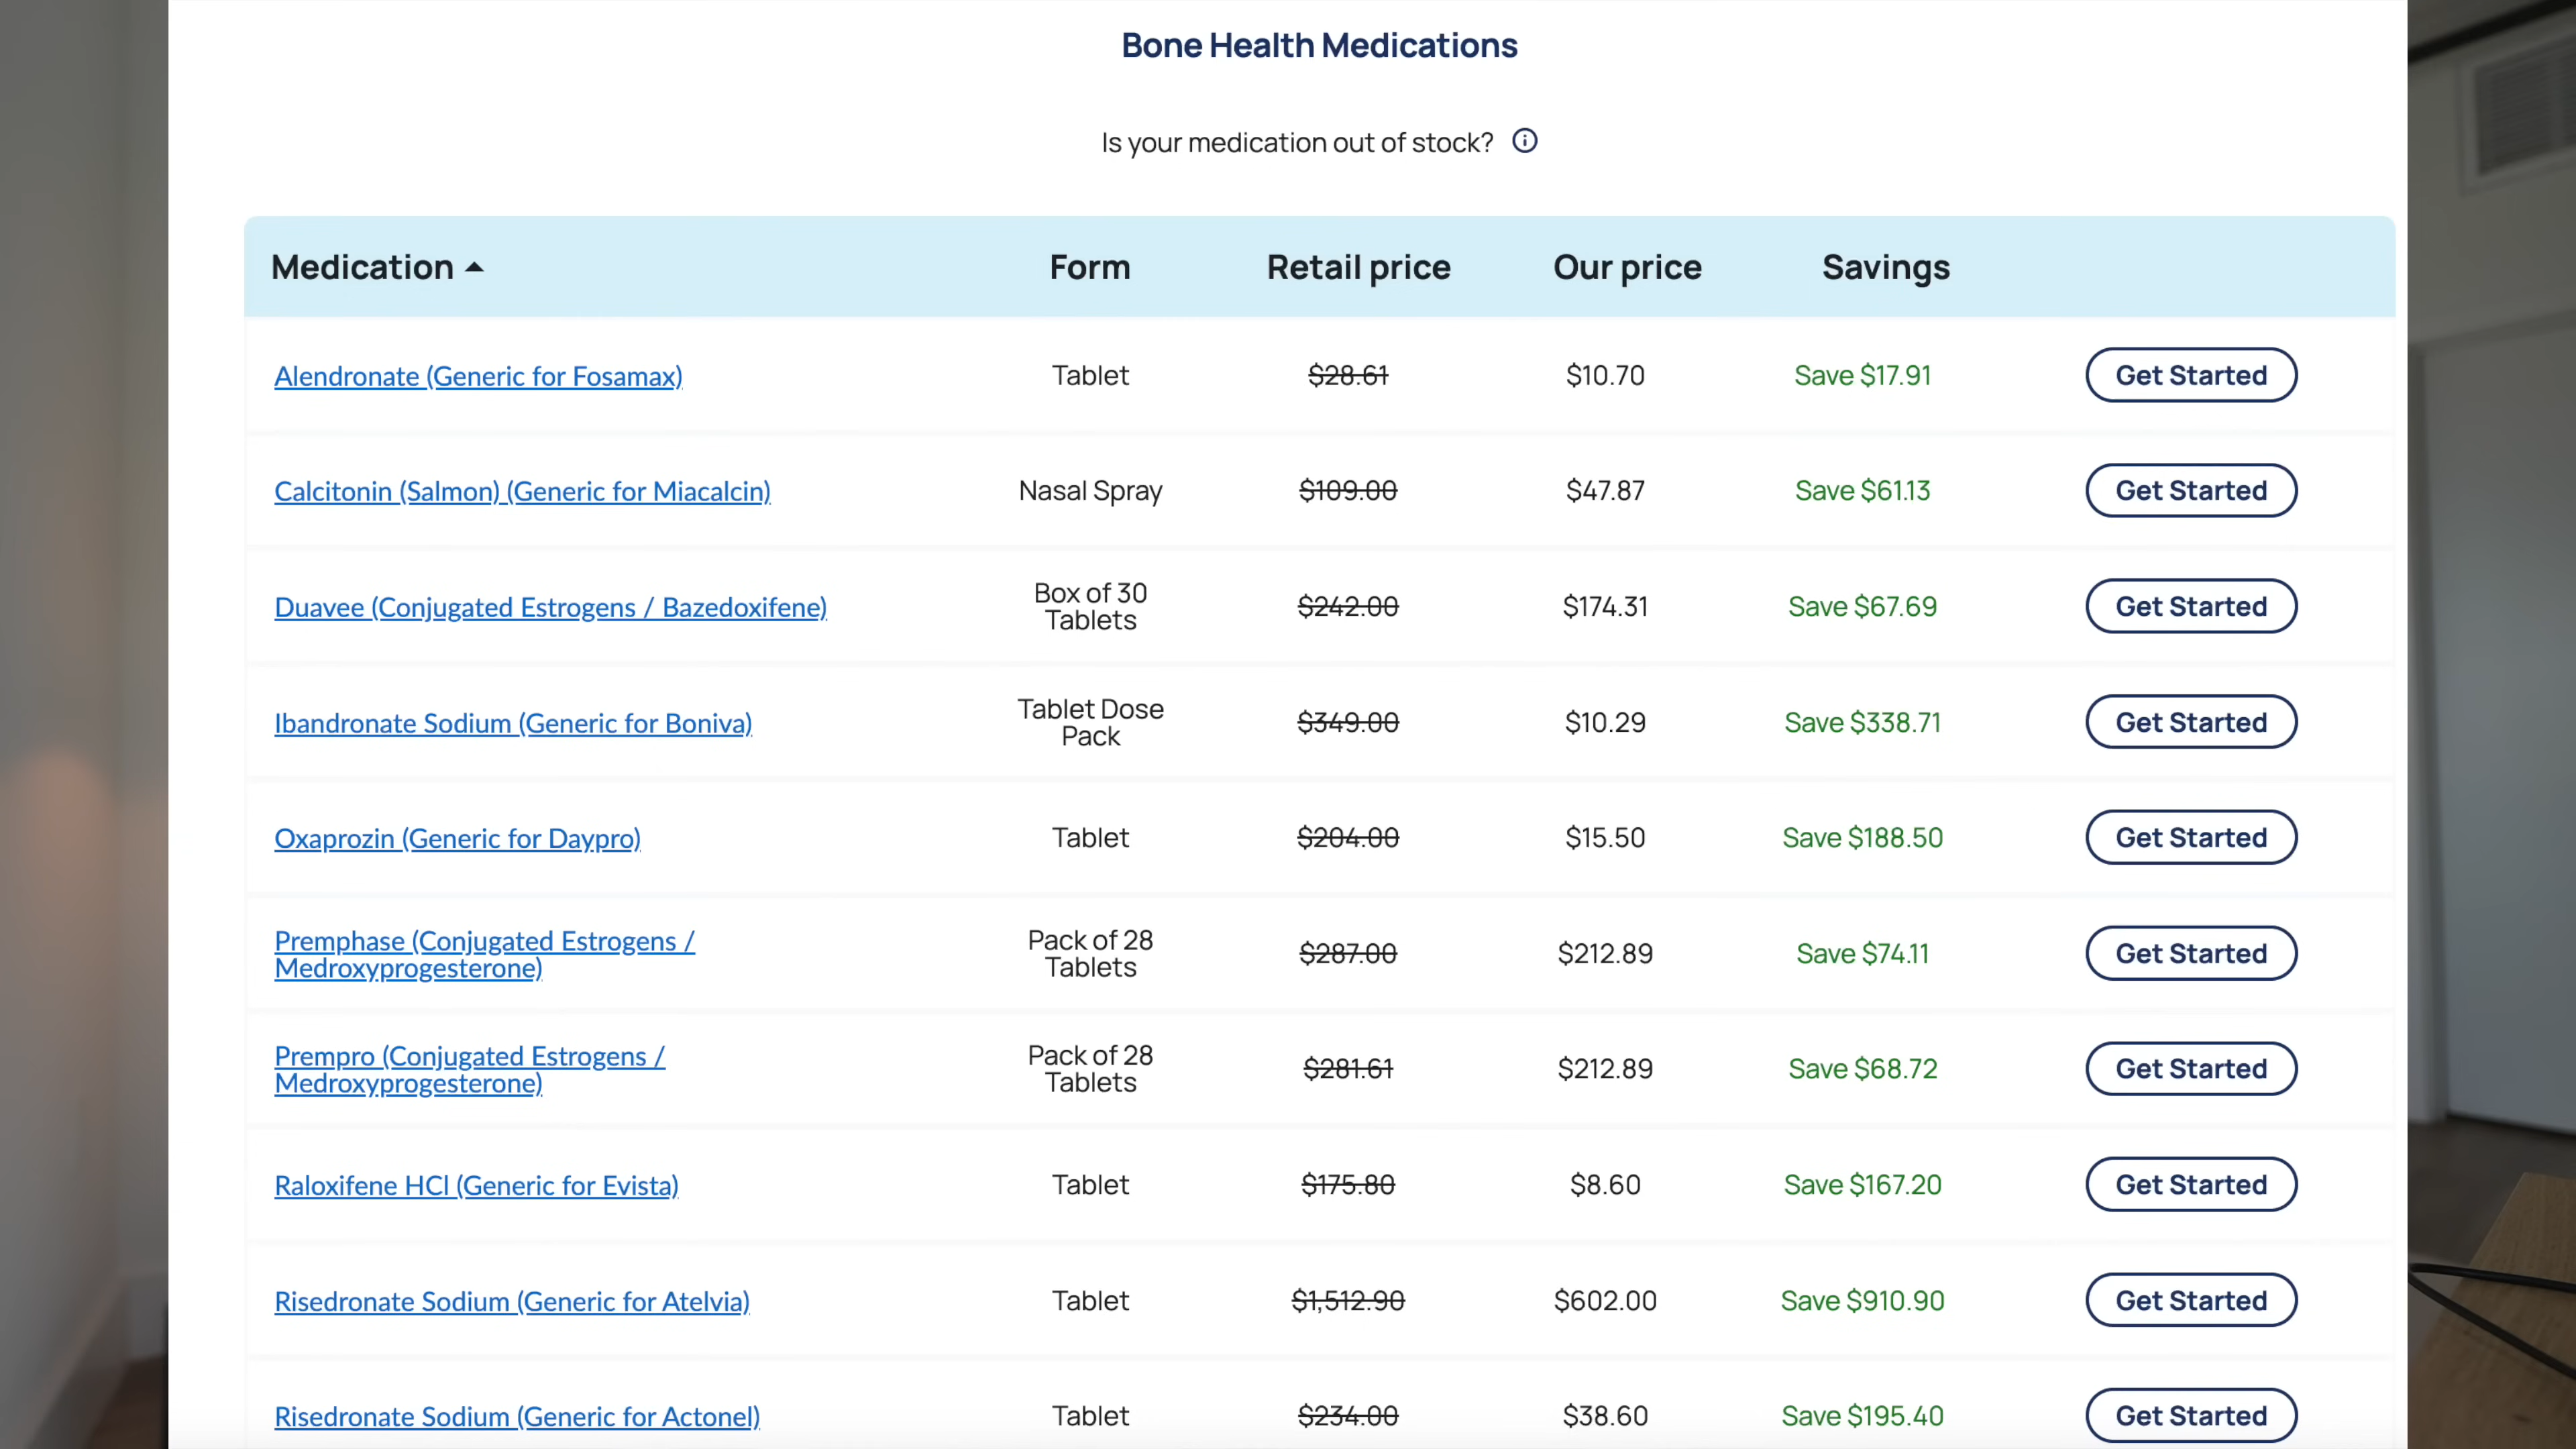 Bone Health Medications
Is your medication out of stock?
Medication Form Retail price Our price Savings
Alendronate (Generic for Fosamax) Tablet $28.61 $10.70 Save $17.91 Get Started
Calcitonin (Salmon) (Generic for Miacalcin) Nasal Spray $109.00 $47.87 Save $61.13 Get Started
Duavee (Conjugated Estrogens / Bazedoxifene) Box of 30 Tablets $242.00 $174.31 Save $67.69 Get Started
Ibandronate Sodium (Generic for Boniva) Tablet Dose Pack $349.00 $10.29 Save $338.71 Get Started
Oxaprozin (Generic for Daypro) Tablet $204.00 $15.50 Save $188.50 Get Started
Premphase (Conjugated Estrogens / Medroxyprogesterone) Pack of 28 Tablets $287.00 $212.89 Save $74.11 Get Started
Prempro (Conjugated Estrogens / Medroxyprogesterone) Pack of 28 Tablets $281.61 $212.89 Save $68.72 Get Started
Raloxifene HCl (Generic for Evista) Tablet $175.80 $8.60 Save $167.20 Get Started
Risedronate Sodium (Generic for Atelvia) Tablet $1,512.90 $602.00 Save $910.90 Get Started
Risedronate Sodium (Generic for Actonel) Tablet $234.00 $38.60 Save $195.40 Get Started